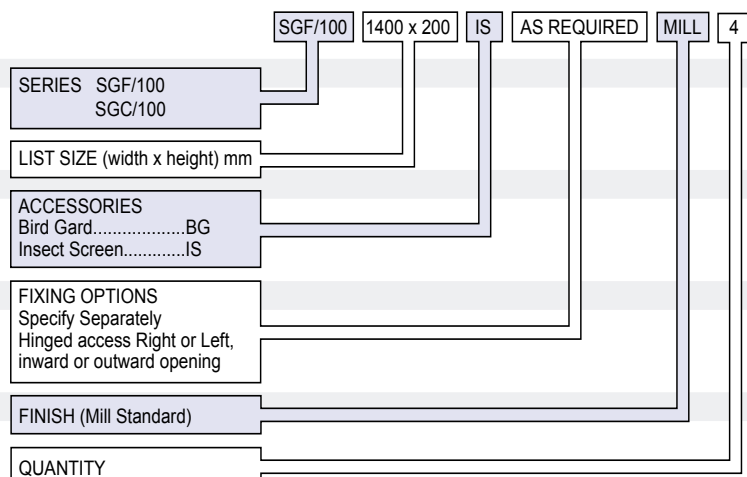 SGF/100 1400 x 200 IS AS REQUIRED MILL 4
SERIES SGF/100
SGC/100
LIST SIZE (width x height) mm
ACCESSORIES
Bird Gard...................BG
Insect Screen.............IS
FIXING OPTIONS
Specify Separately
Hinged access Right or Left,
inward or outward opening
FINISH (Mill Standard)
QUANTITY